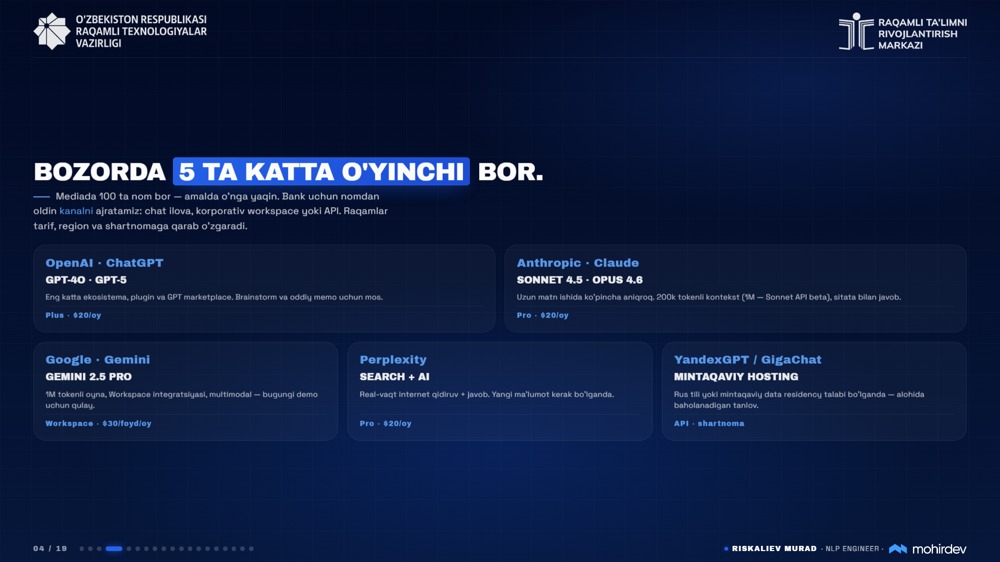 O'ZBEKISTON RESPUBLIKASI
RAQAMLI TEXNOLOGIYALAR
VAZIRLIGI
RAQAMLI TA'LIMNI
RIVOJLANTIRISH
MARKAZI
BOZORDA 5 TA KATTA O'YINCHI BOR.
— Mediada 100 ta nom bor — amalda o'nga yaqin. Bank uchun nomdan
oldin kanalni ajratamiz: chat ilova, korporativ workspace yoki API. Raqamlar
tarif, region va shartnomaga qarab o'zgaradi.
OpenAI · ChatGPT
GPT-4O · GPT-5
Eng katta ekosistema, plugin va GPT marketplace. Brainstorm va oddiy memo uchun mos.
Plus · $20/oy
Anthropic · Claude
SONNET 4.5 · OPUS 4.6
Uzun matn ishida ko'pincha aniqroq. 200k tokenli kontekst (1M — Sonnet API beta), sitata bilan javob.
Pro · $20/oy
Google · Gemini
GEMINI 2.5 PRO
1M tokenli oyna, Workspace integratsiyasi, multimodal — bugungi demo
uchun qulay.
Workspace · $30/foyd/oy
Perplexity
SEARCH + AI
Real-vaqt internet qidiruv + javob. Yangi ma'lumot kerak bo'lganda.
Pro · $20/oy
YandexGPT / GigaChat
MINTAQAVIY HOSTING
Rus tili yoki mintaqaviy data residency talabi bo'lganda — alohida
baholanadigan tanlov.
API · shartnoma
04 / 19
RISKALIEV MURAD · NLP ENGINEER · mohirdev